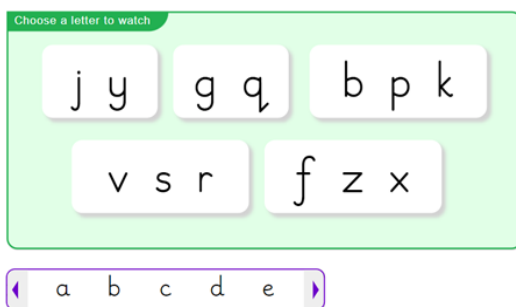 Choose a letter to watch
j y g q b p k
v s r f z x
a b c d e